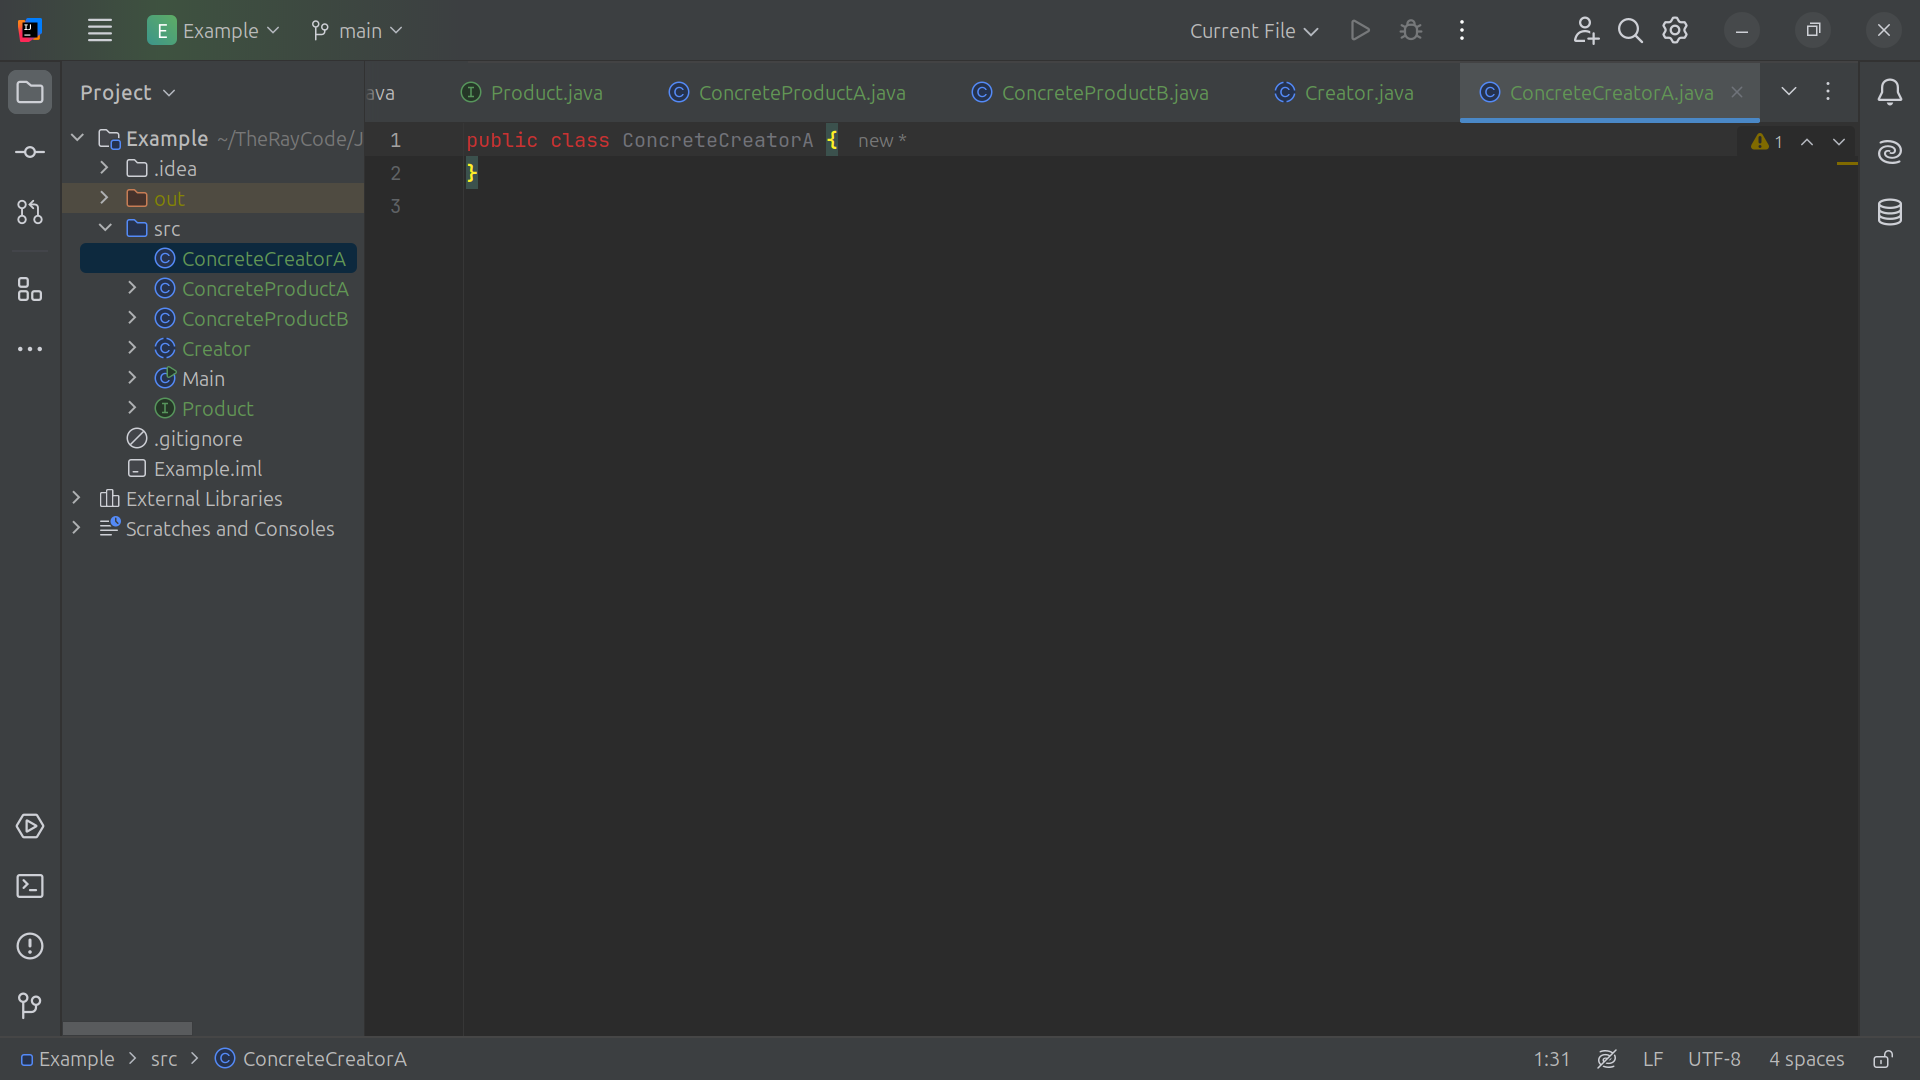 E Example main Current File
Project
ava Product.java ConcreteProductA.java ConcreteProductB.java Creator.java ConcreteCreatorA.java
Example ~/TheRayCode/J
.idea
out
src
ConcreteCreatorA
ConcreteProductA
ConcreteProductB
Creator
Main
Product
.gitignore
Example.iml
External Libraries
Scratches and Consoles
1 public class ConcreteCreatorA { new *
2 }
3
1
Example > src > ConcreteCreatorA
1:31 LF UTF-8 4 spaces